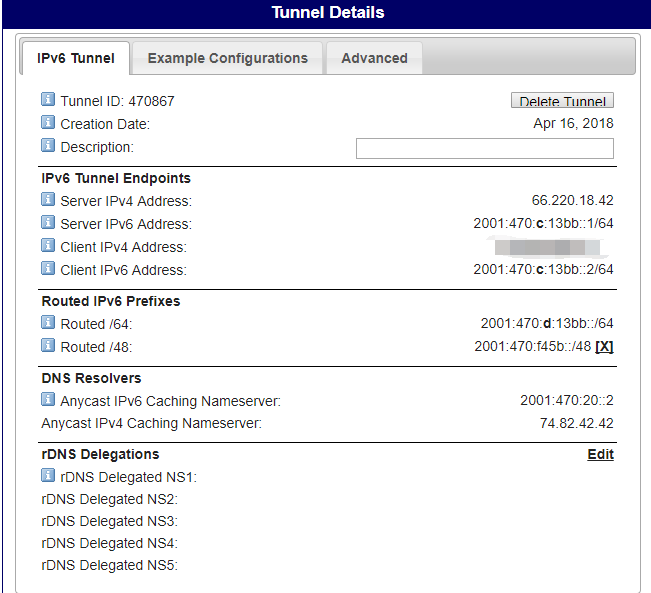 Tunnel Details
IPv6 Tunnel Example Configurations Advanced
Tunnel ID: 470867 Delete Tunnel
Creation Date: Apr 16, 2018
Description:
IPv6 Tunnel Endpoints
Server IPv4 Address: 66.220.18.42
Server IPv6 Address: 2001:470:c:13bb::1/64
Client IPv4 Address:
Client IPv6 Address: 2001:470:c:13bb::2/64
Routed IPv6 Prefixes
Routed /64: 2001:470:d:13bb::/64
Routed /48: 2001:470:f45b::/48 [X]
DNS Resolvers
Anycast IPv6 Caching Nameserver: 2001:470:20::2
Anycast IPv4 Caching Nameserver: 74.82.42.42
rDNS Delegations Edit
rDNS Delegated NS1:
rDNS Delegated NS2:
rDNS Delegated NS3:
rDNS Delegated NS4:
rDNS Delegated NS5: